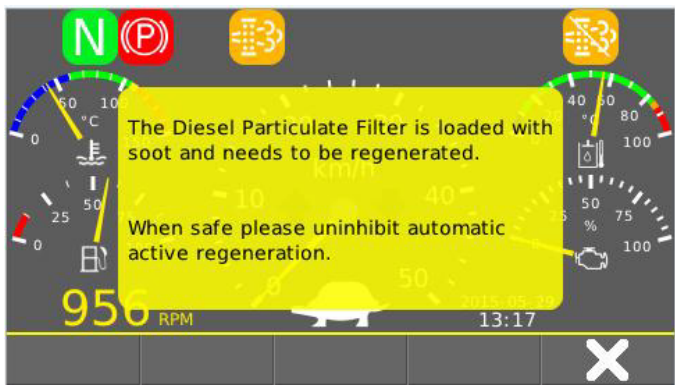 N P
50 100
°C
0
The Diesel Particulate Filter is loaded with
soot and needs to be regenerated.
When safe please uninhibit automatic
active regeneration.
40 60
°C
80
100
km/h
10 40
0 50
25 50
0
50
75
%
100
956 RPM
2015-05-29
13:17